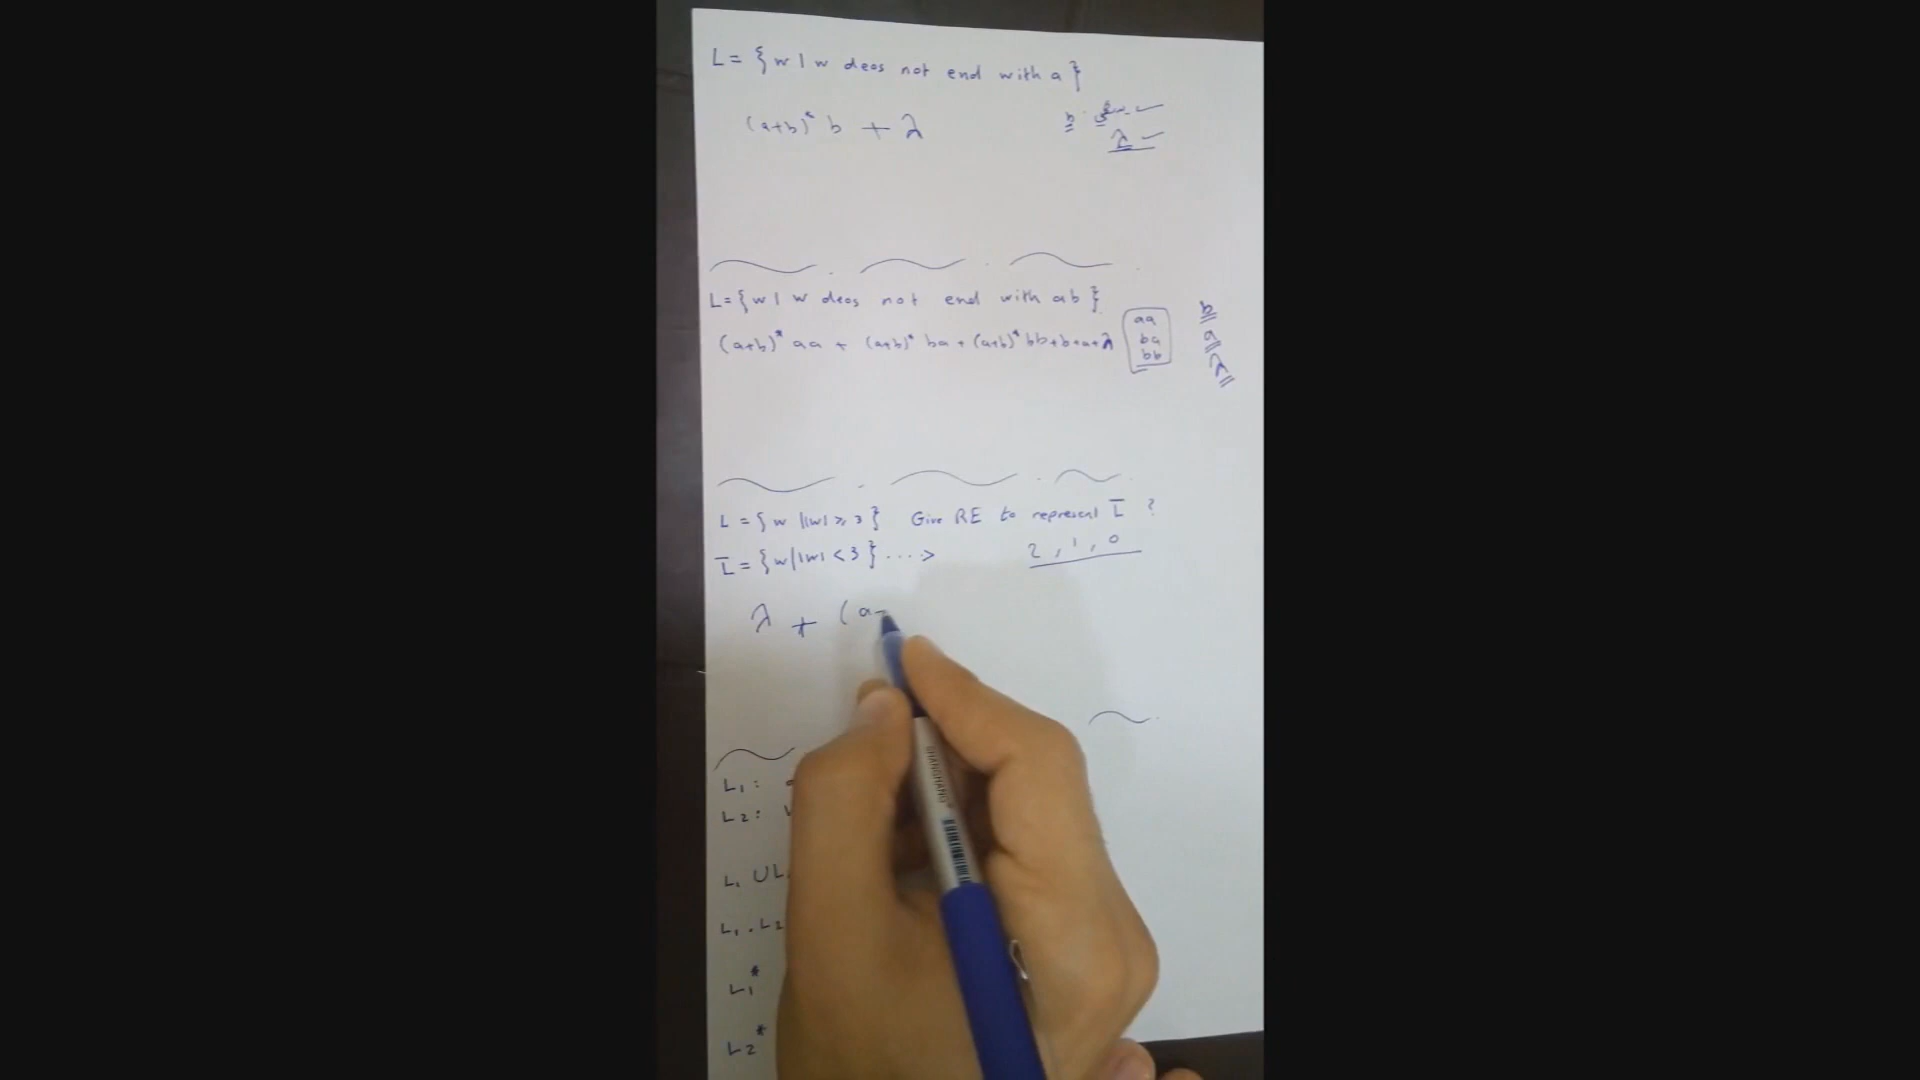 L = { w | w deos not end with a }
(a+b)* b + λ
b
λ
L = { w | w deos not end with ab }
(a+b)* aa + (a+b)* ba + (a+b)* bb + b + a + λ
aa
ba
bb
b
a
λ
L = { w | |w| ≥ 3 } Give RE to represent L̅ ?
L̅ = { w | |w| < 3 } ....>
2 , 1 , 0
λ + (a
L₁ :
L₂ :
L₁ ∪ L
L₁ . L₂
L₁*
L₂*
SHANGHANG